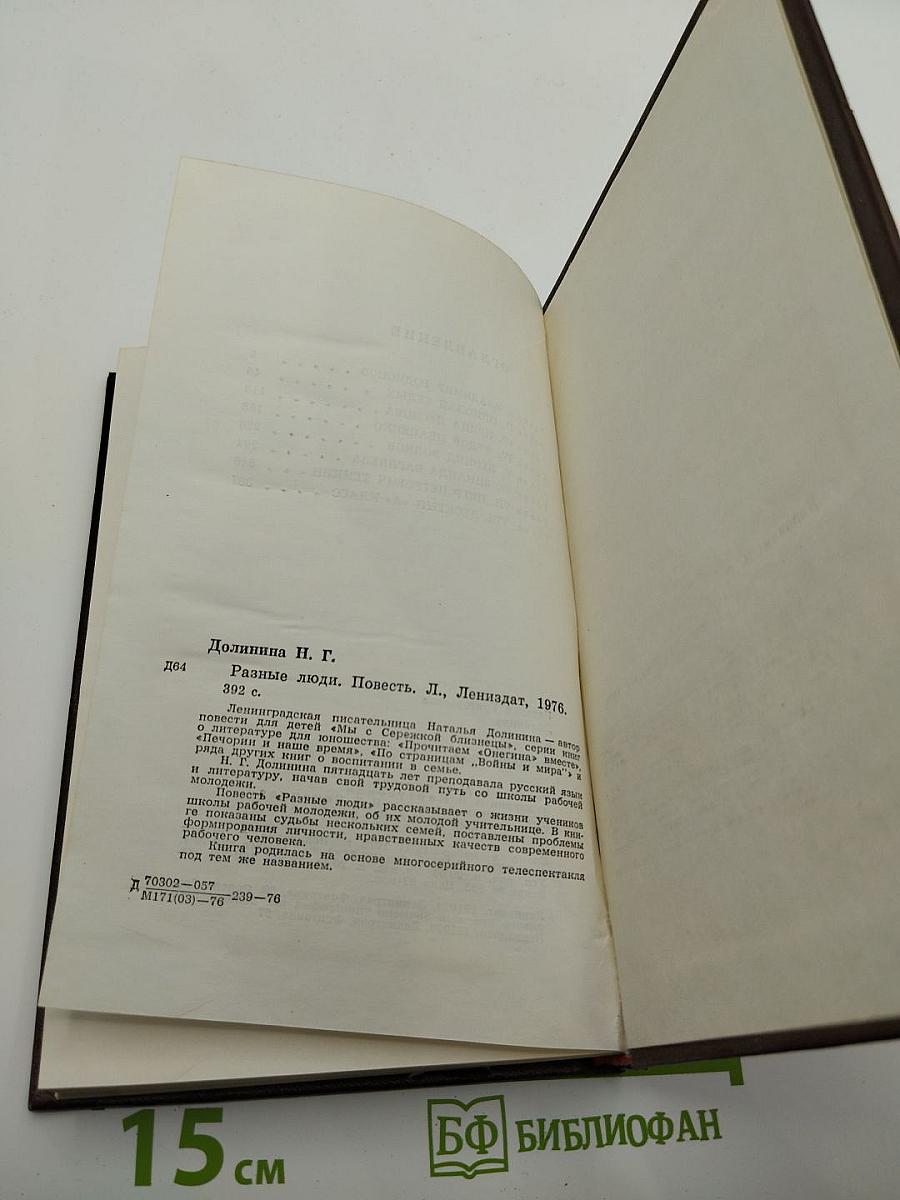 Долинина Н. Г.
Д64
Разные люди. Повесть. Л., Лениздат, 1976.
392 с.
Ленинградская писательница Наталья Долинина — автор
повести для детей «Мы с Сережкой близнецы», серии книг
о литературе для юношества: «Прочитаем «Онегина» вместе»,
«Печорин и наше время», «По страницам „Войны и мира“» и
ряда других книг о воспитании в семье.
Н. Г. Долинина пятнадцать лет преподавала русский язык
и литературу, начав свой трудовой путь со школы рабочей
молодежи.
Повесть «Разные люди» рассказывает о жизни учеников
школы рабочей молодежи, об их молодой учительнице. В кни-
ге показаны судьбы нескольких семей, поставлены проблемы
формирования личности, нравственных качеств современного
рабочего человека.
Книга родилась на основе многосерийного телеспектакля
под тем же названием.
Д 70302—057
М171(03)—76 239—76
15 см
БФ БИБЛИОФАН